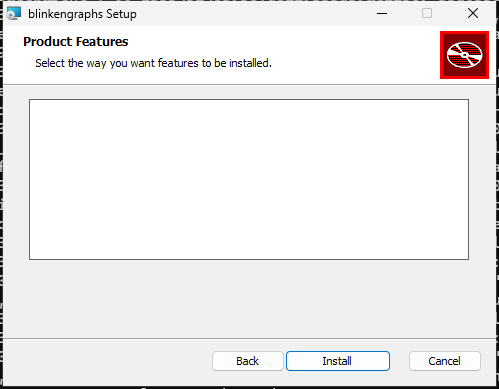 blinkengraphs Setup
Product Features
Select the way you want features to be installed.
Back
Install
Cancel